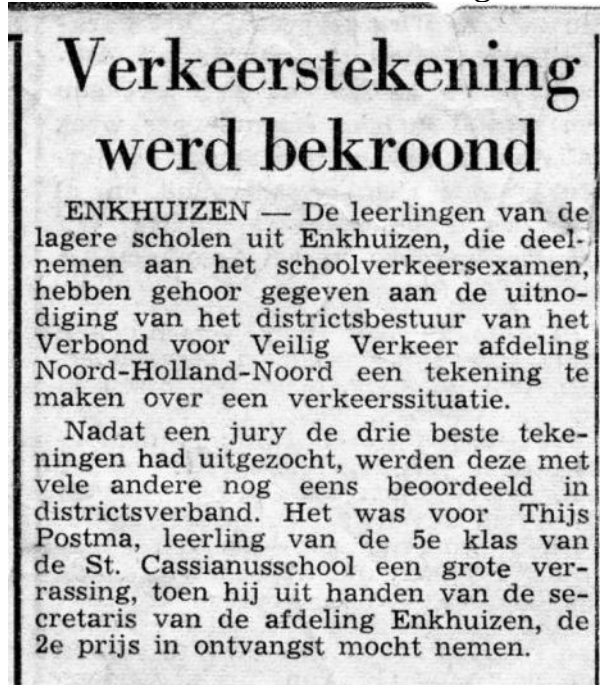 Verkeerstekening
werd bekroond
ENKHUIZEN — De leerlingen van de
lagere scholen uit Enkhuizen, die deel-
nemen aan het schoolverkeersexamen,
hebben gehoor gegeven aan de uitno-
diging van het districtsbestuur van het
Verbond voor Veilig Verkeer afdeling
Noord-Holland-Noord een tekening te
maken over een verkeerssituatie.
Nadat een jury de drie beste teke-
ningen had uitgezocht, werden deze met
vele andere nog eens beoordeeld in
districtsverband. Het was voor Thijs
Postma, leerling van de 5e klas van
de St. Cassianusschool een grote ver-
rassing, toen hij uit handen van de se-
cretaris van de afdeling Enkhuizen, de
2e prijs in ontvangst mocht nemen.